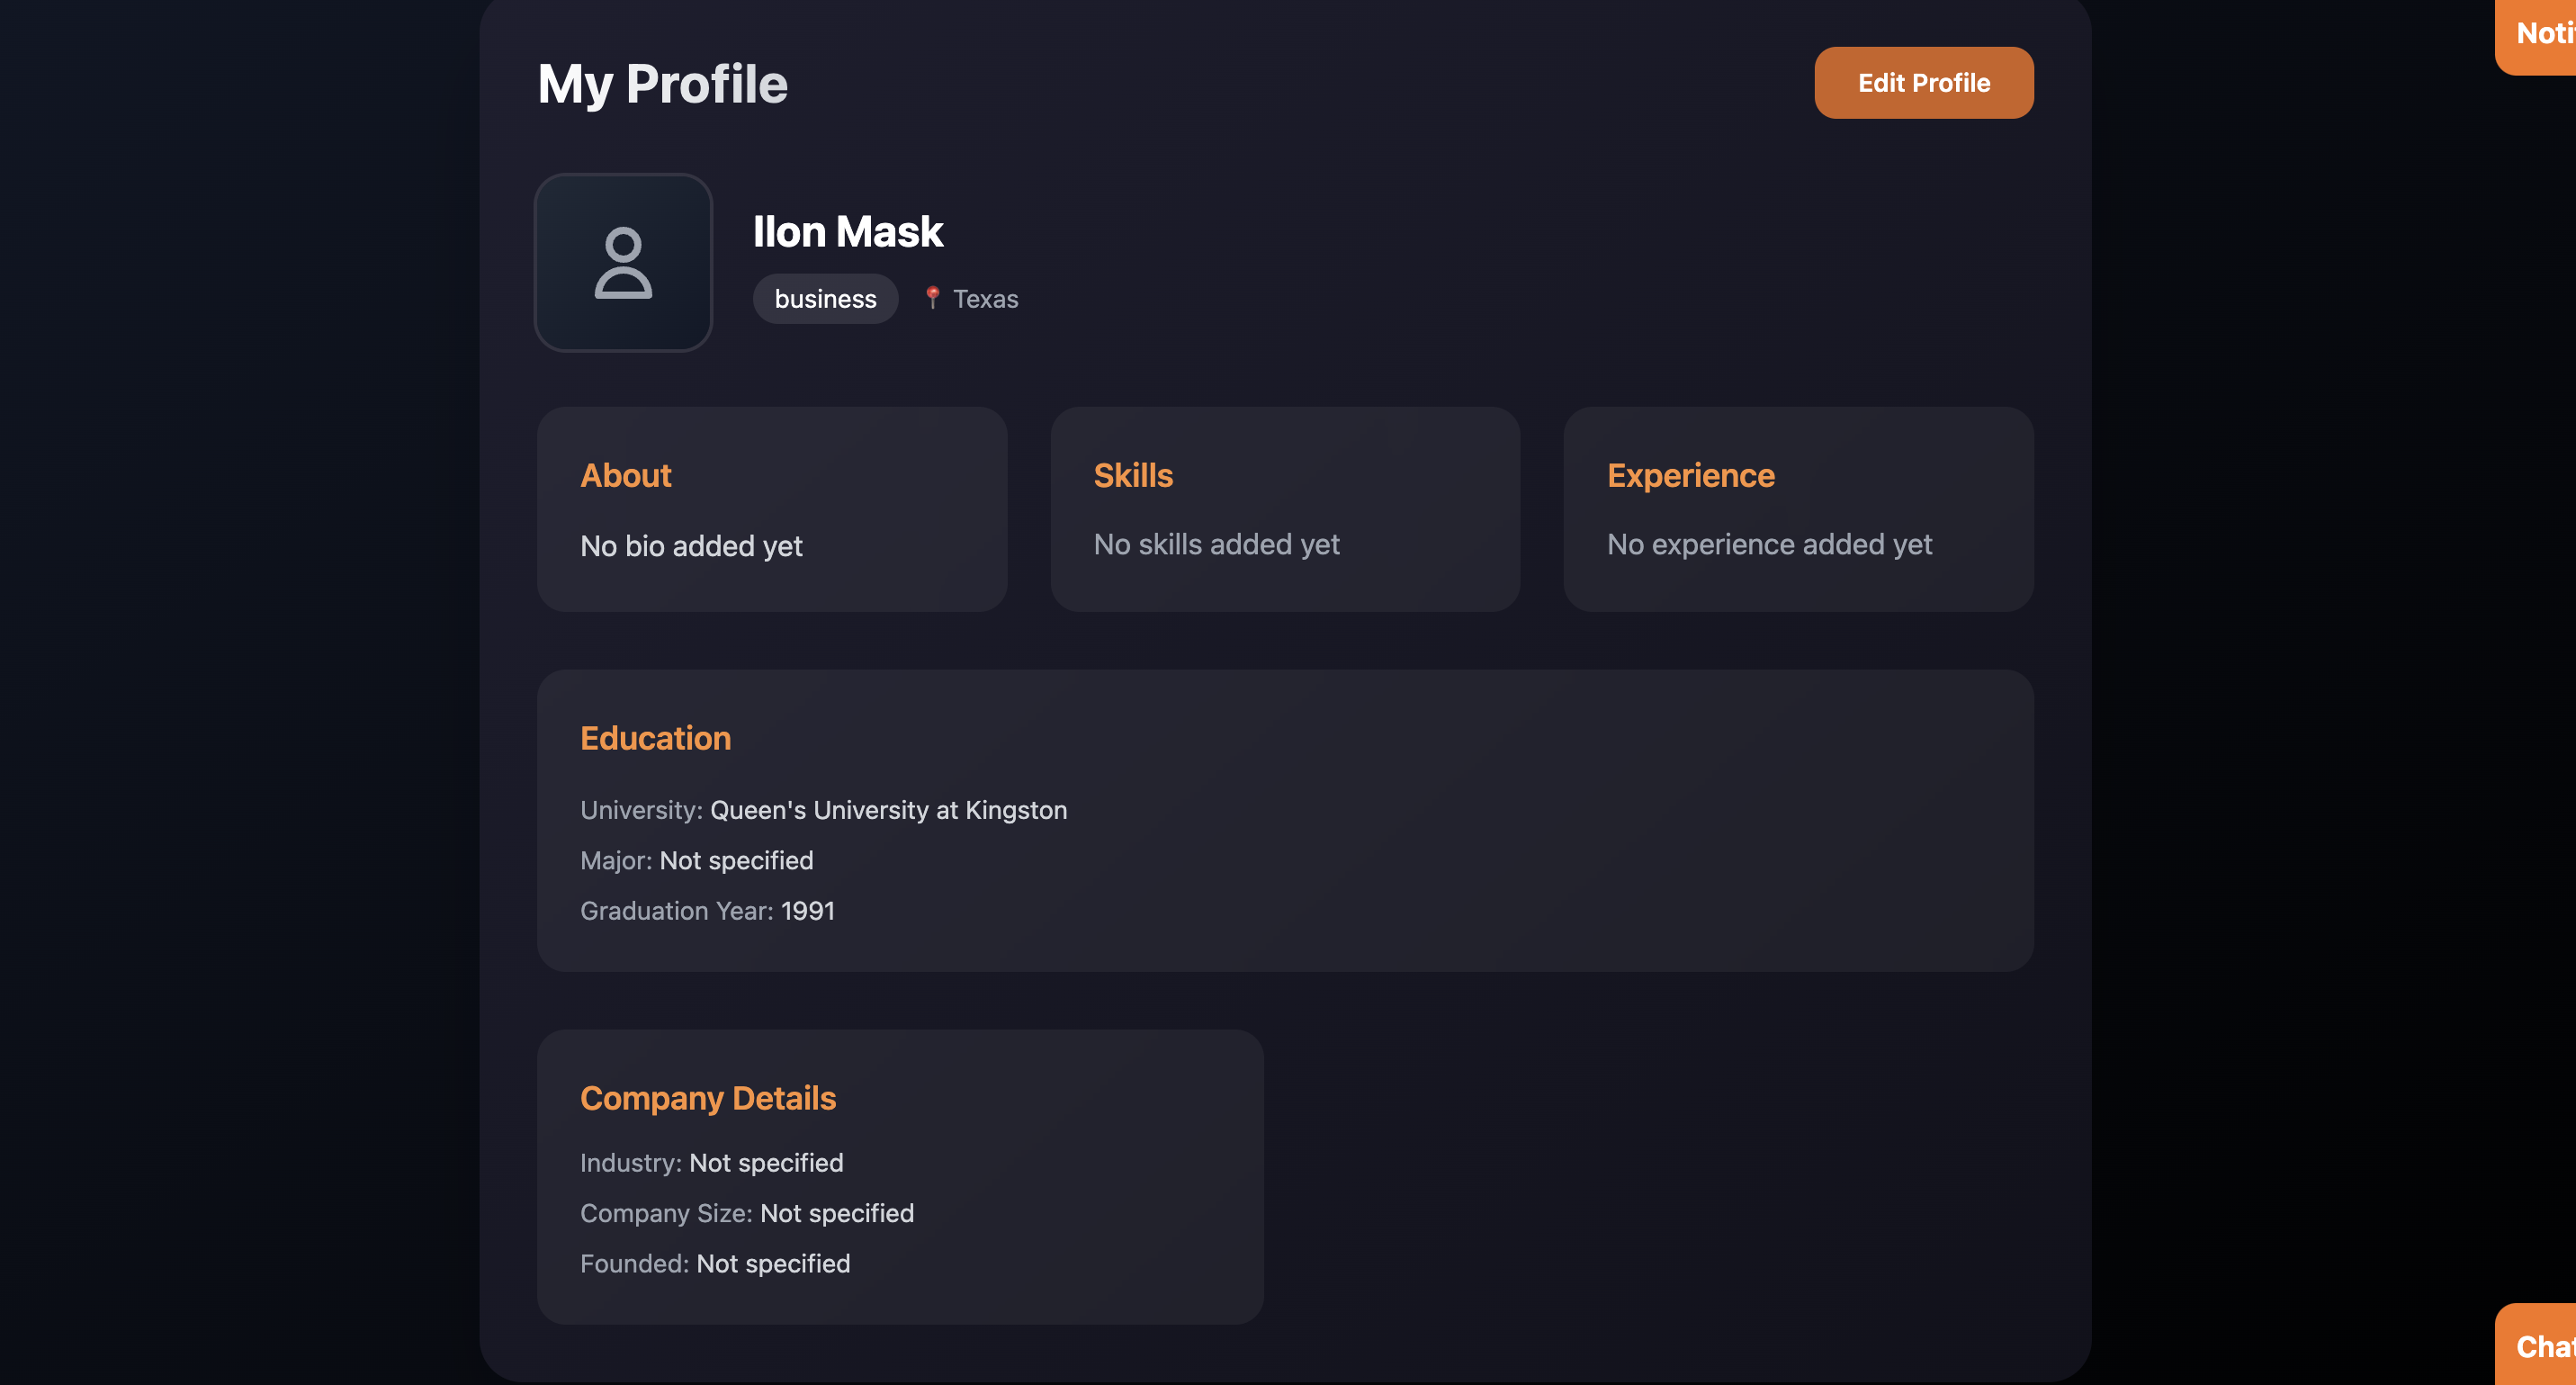 My Profile
Edit Profile
Ilon Mask
business
📍 Texas
About
No bio added yet
Skills
No skills added yet
Experience
No experience added yet
Education
University: Queen's University at Kingston
Major: Not specified
Graduation Year: 1991
Company Details
Industry: Not specified
Company Size: Not specified
Founded: Not specified
Chat